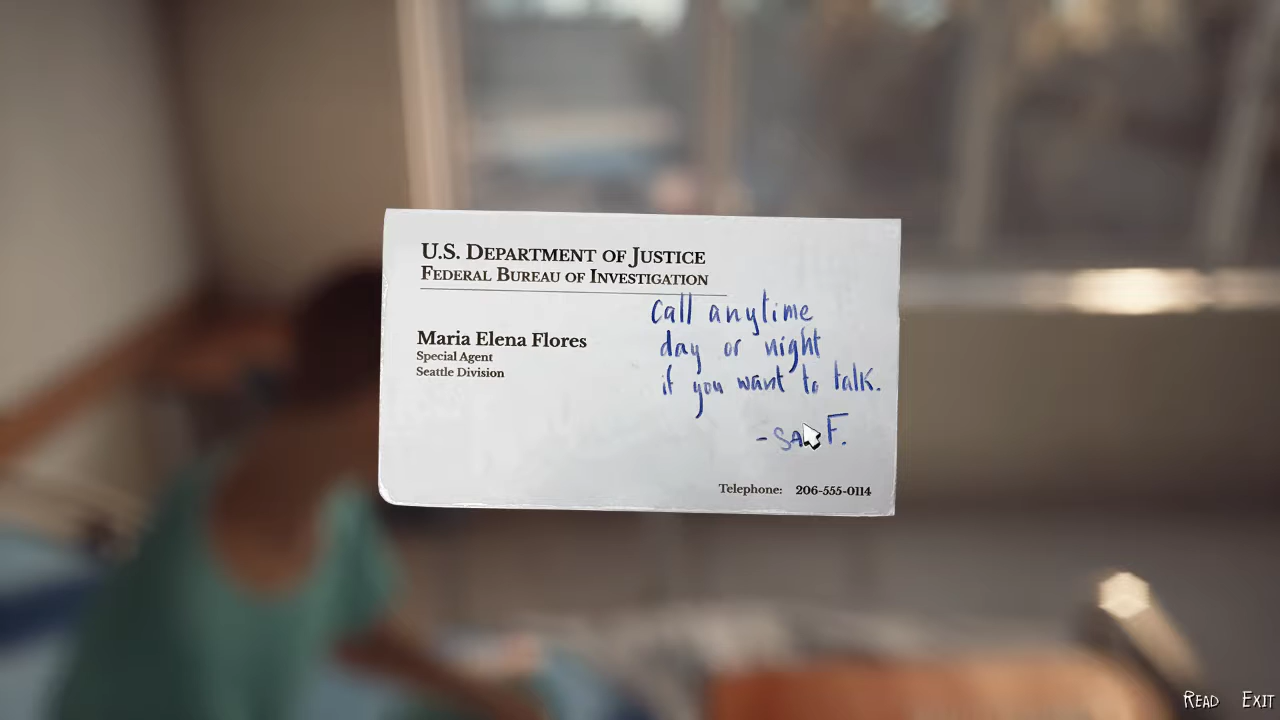 U.S. DEPARTMENT OF JUSTICE
FEDERAL BUREAU OF INVESTIGATION
Maria Elena Flores
Special Agent
Seattle Division
Call anytime
day or night
if you want to talk.
F.
Telephone: 206-555-0114
READ EXIT